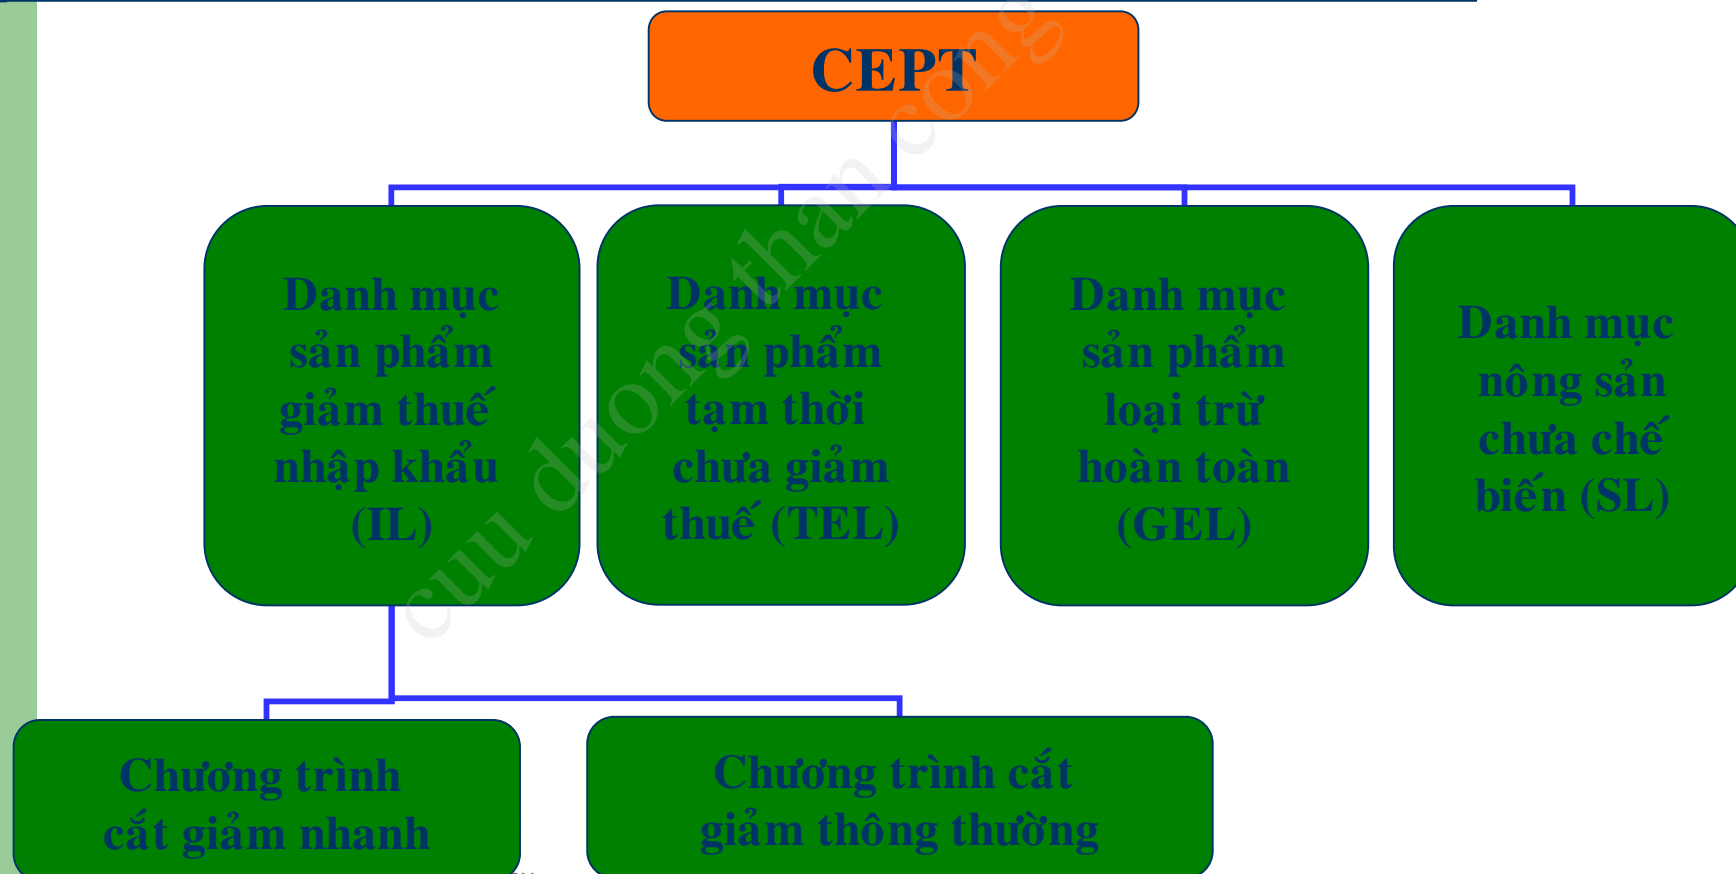 CEPT
Danh mục
sản phẩm
giảm thuế
nhập khẩu
(IL)
Danh mục
sản phẩm
tạm thời
chưa giảm
thuế (TEL)
Danh mục
sản phẩm
loại trừ
hoàn toàn
(GEL)
Danh mục
nông sản
chưa chế
biến (SL)
Chương trình
cắt giảm nhanh
Chương trình cắt
giảm thông thường
cuu duong than cong